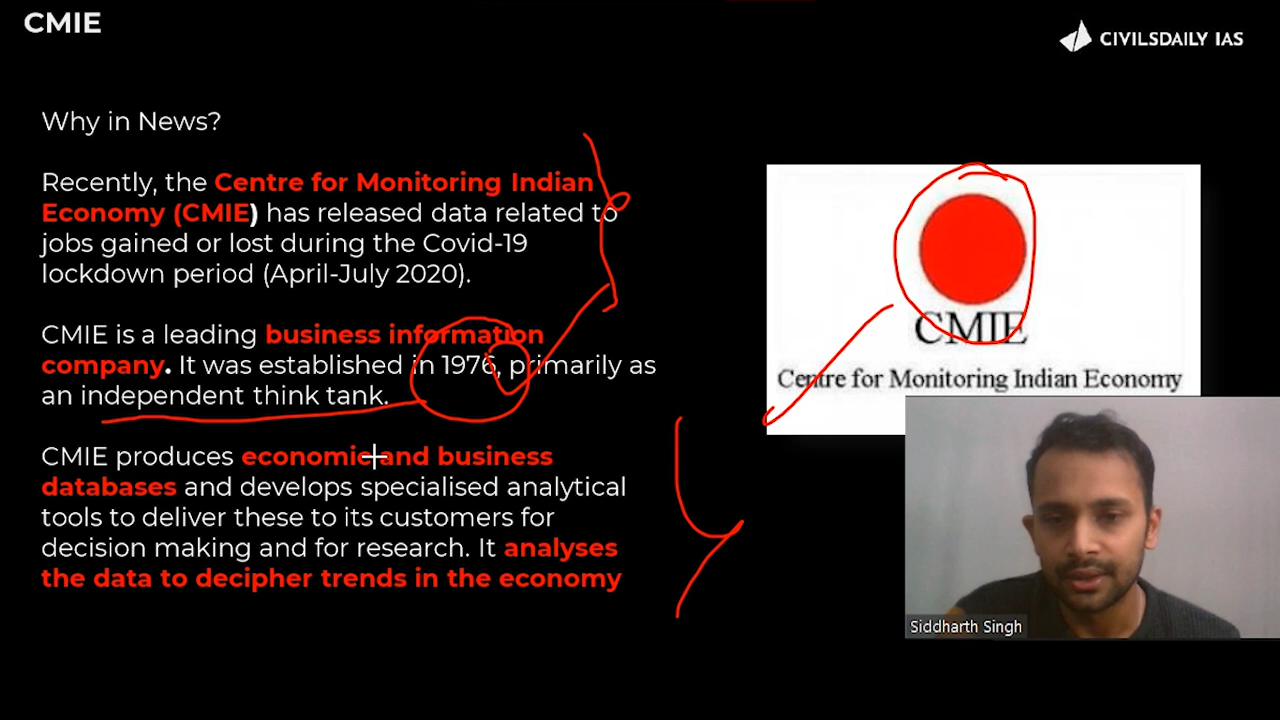 CMIE
CIVILSDAILY IAS
Why in News?
Recently, the Centre for Monitoring Indian
Economy (CMIE) has released data related to
jobs gained or lost during the Covid-19
lockdown period (April-July 2020).
CMIE is a leading business information
company. It was established in 1976, primarily as
an independent think tank.
CMIE produces economic and business
databases and develops specialised analytical
tools to deliver these to its customers for
decision making and for research. It analyses
the data to decipher trends in the economy
CMIE
Centre for Monitoring Indian Economy
Siddharth Singh